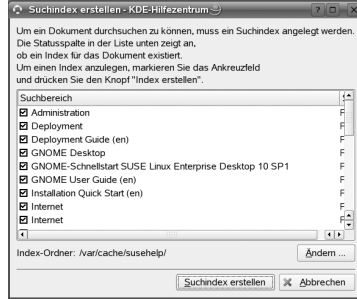 Suchindex erstellen - KDE-Hilfezentrum
Um ein Dokument durchsuchen zu können, muss ein Suchindex angelegt werden.
Die Statusspalte in der Liste unten zeigt an,
ob ein Index für das Dokument existiert.
Um einen Index anzulegen, markieren Sie das Ankreuzfeld
und drücken Sie den Knopf "Index erstellen".
Suchbereich
Administration F
Deployment F
Deployment Guide (en) F
GNOME Desktop F
GNOME-Schnellstart SUSE Linux Enterprise Desktop 10 SP1 F
GNOME User Guide (en) F
Installation Quick Start (en) F
Internet F
Internet F
Index-Ordner: /var/cache/susehelp/
Ändern ...
Suchindex erstellen
Abbrechen